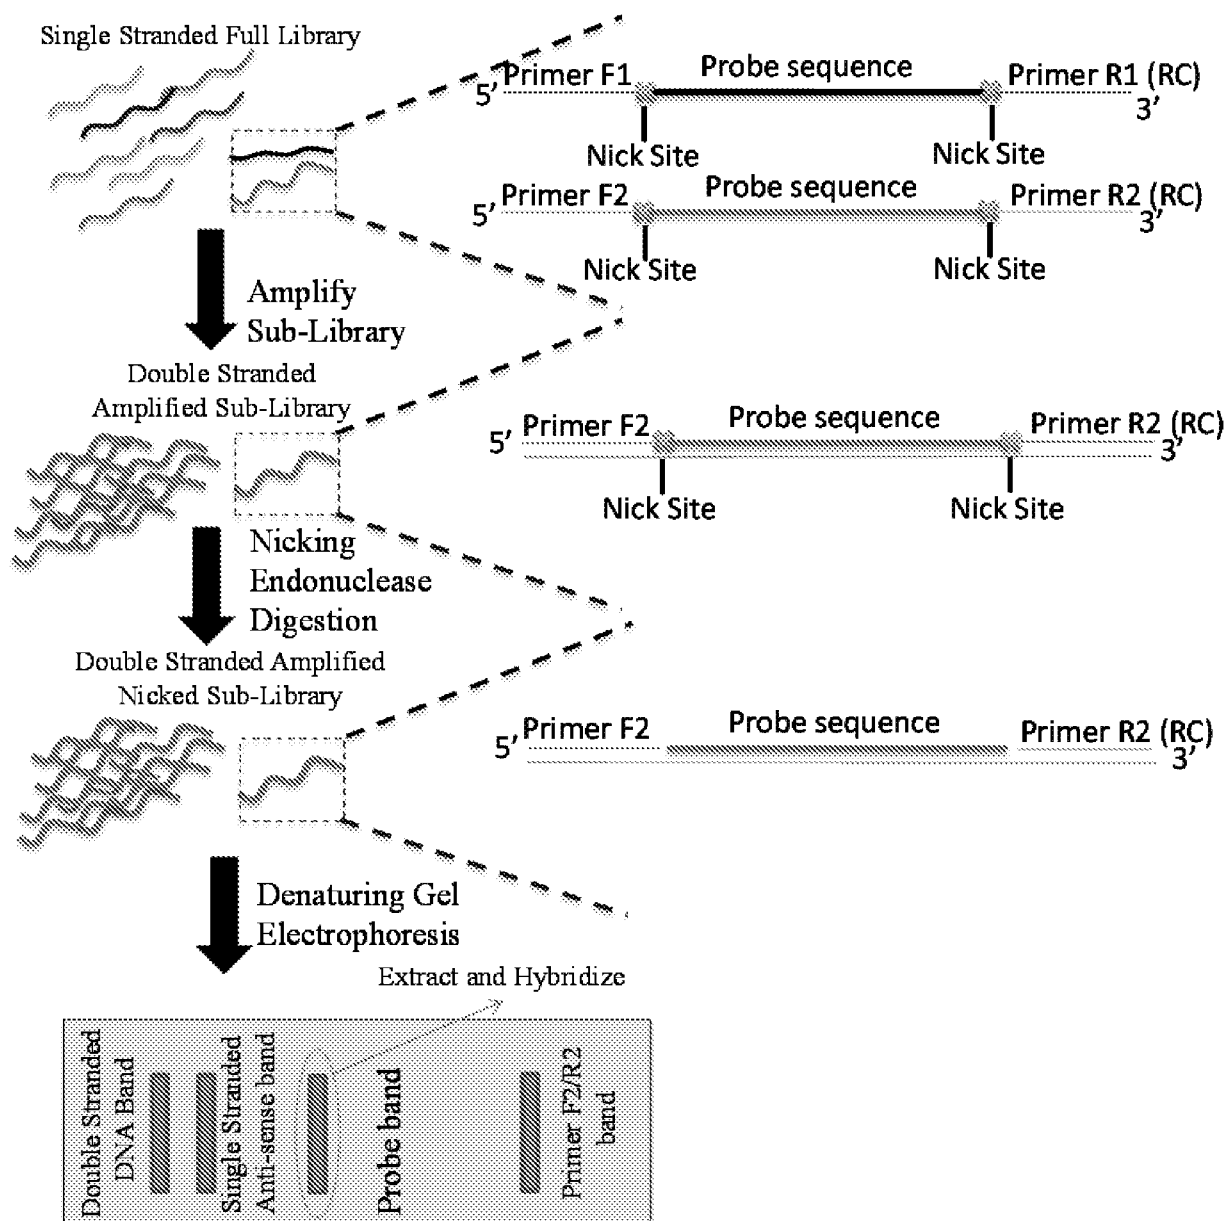 Single Stranded Full Library
Primer F1
Probe sequence
Primer R1 (RC)
5’
3’
Nick Site
Nick Site
Primer F2
Probe sequence
Primer R2 (RC)
5’
3’
Nick Site
Nick Site
Amplify
Sub-Library
Double Stranded
Amplified Sub-Library
Primer F2
Probe sequence
Primer R2 (RC)
5’
3’
Nick Site
Nick Site
Nicking
Endonuclease
Digestion
Double Stranded Amplified
Nicked Sub-Library
Primer F2
Probe sequence
Primer R2 (RC)
5’
3’
Denaturing Gel
Electrophoresis
Extract and Hybridize
Double Stranded
DNA Band
Single Stranded
Anti-sense band
Probe band
Primer F2/R2
band